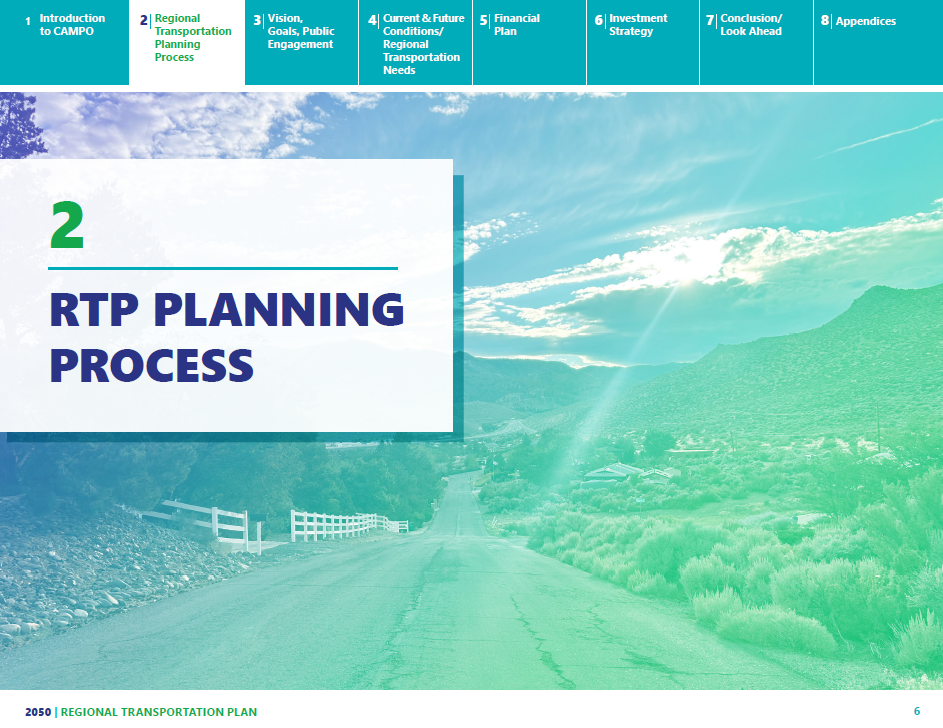 1 Introduction
to CAMPO
2 Regional
Transportation
Planning
Process
3 Vision,
Goals, Public
Engagement
4 Current & Future
Conditions/
Regional
Transportation
Needs
5 Financial
Plan
6 Investment
Strategy
7 Conclusion/
Look Ahead
8 Appendices
2
RTP PLANNING
PROCESS
2050 | REGIONAL TRANSPORTATION PLAN
6